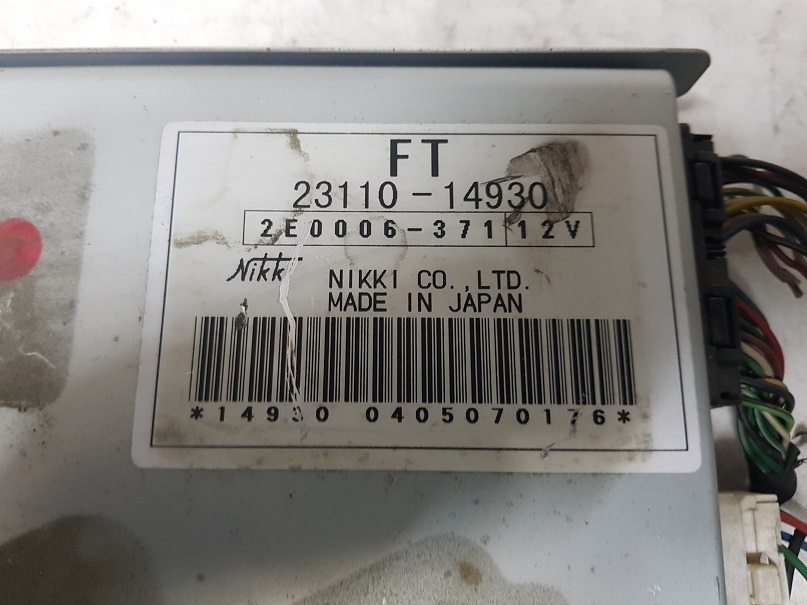 FT
23110-14930
2E0006-371 12V
Nikki NIKKI CO.,LTD.
MADE IN JAPAN
*14930 0405070176*